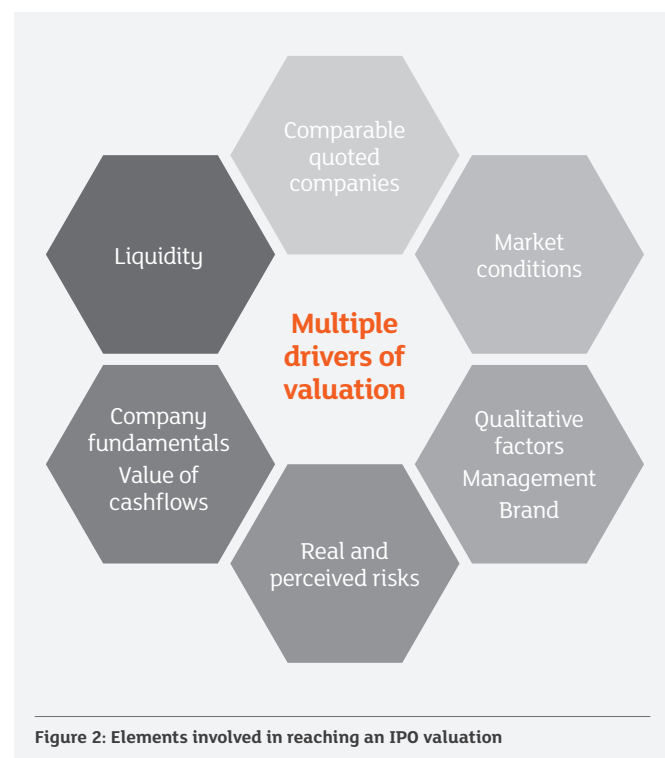 Comparable
quoted
companies
Market
conditions
Liquidity
Multiple
drivers of
valuation
Company
fundamentals
Value of
cashflows
Qualitative
factors
Management
Brand
Real and
perceived risks
Figure 2: Elements involved in reaching an IPO valuation